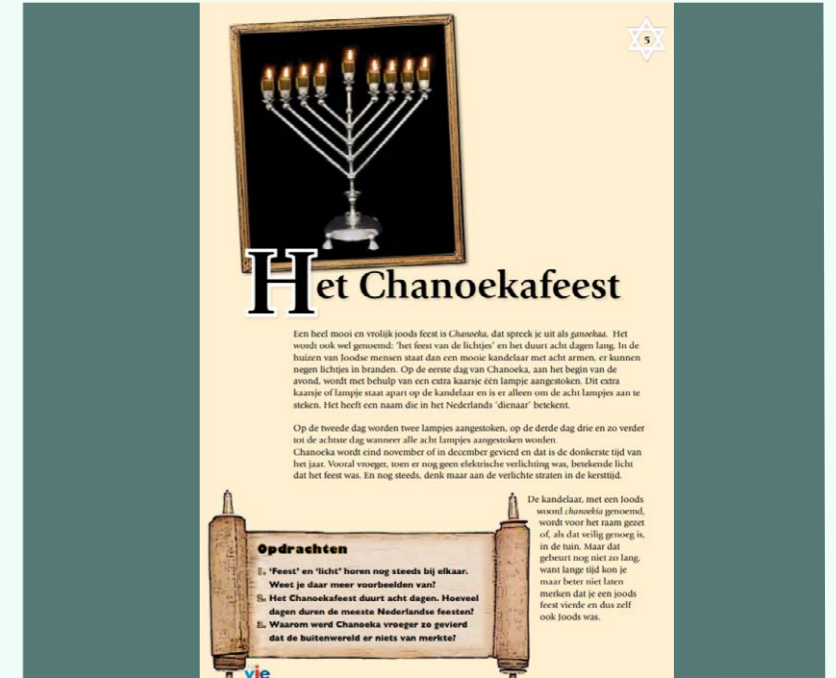 5
Het Chanoekafeest
Een heel mooi en vrolijk joods feest is Chanoeka, dat spreek je uit als ganoekaa. Het
wordt ook wel genoemd: 'het feest van de lichtjes' en het duurt acht dagen lang. In de
huizen van Joodse mensen staat dan een mooie kandelaar met acht armen, er kunnen
negen lichtjes in branden. Op de eerste dag van Chanoeka, aan het begin van de
avond, wordt met behulp van een extra kaarsje één lampje aangestoken. Dit extra
kaarsje of lampje staat apart op de kandelaar en is er alleen om de acht lampjes aan te
steken. Het heeft een naam die in het Nederlands 'dienaar' betekent.
Op de tweede dag worden twee lampjes aangestoken, op de derde dag drie en zo verder
tot de achtste dag wanneer alle acht lampjes aangestoken worden.
Chanoeka wordt eind november of in december gevierd en dat is de donkerste tijd van
het jaar. Vooral vroeger, toen er nog geen elektrische verlichting was, betekende licht
dat het feest was. En nog steeds, denk maar aan de verlichte straten in de kersttijd.
De kandelaar, met een Joods
woord chanoekia genoemd,
wordt voor het raam gezet
of, als dat veilig genoeg is,
in de tuin. Maar dat
gebeurt nog niet zo lang,
want lange tijd kon je
maar beter niet laten
merken dat je een joods
feest vierde en dus zelf
ook Joods was.
Opdrachten
1. 'Feest' en 'licht' horen nog steeds bij elkaar.
Weet je daar meer voorbeelden van?
2. Het Chanoekafeest duurt acht dagen. Hoeveel
dagen duren de meeste Nederlandse feesten?
3. Waarom werd Chanoeka vroeger zo gevierd
dat de buitenwereld er niets van merkte?
vie